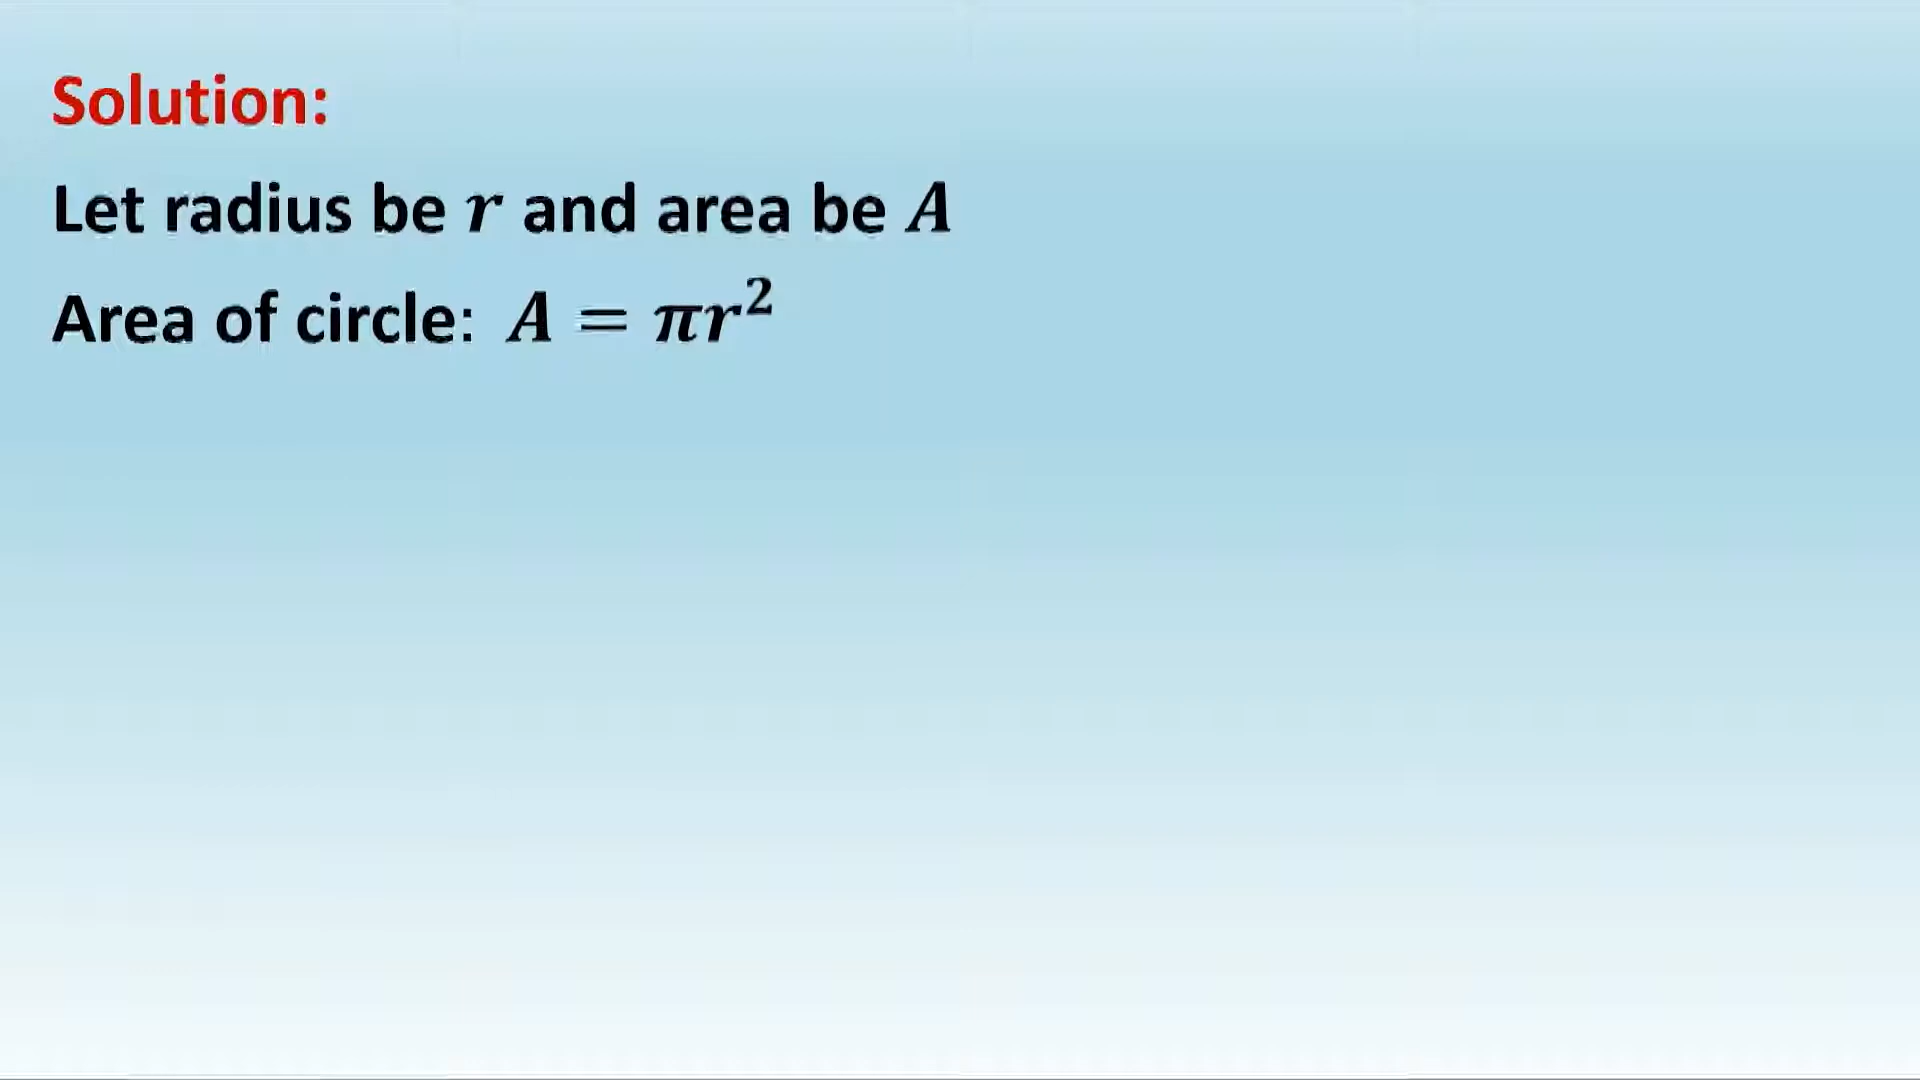 Solution:
Let radius be r and area be A
Area of circle: A = πr²